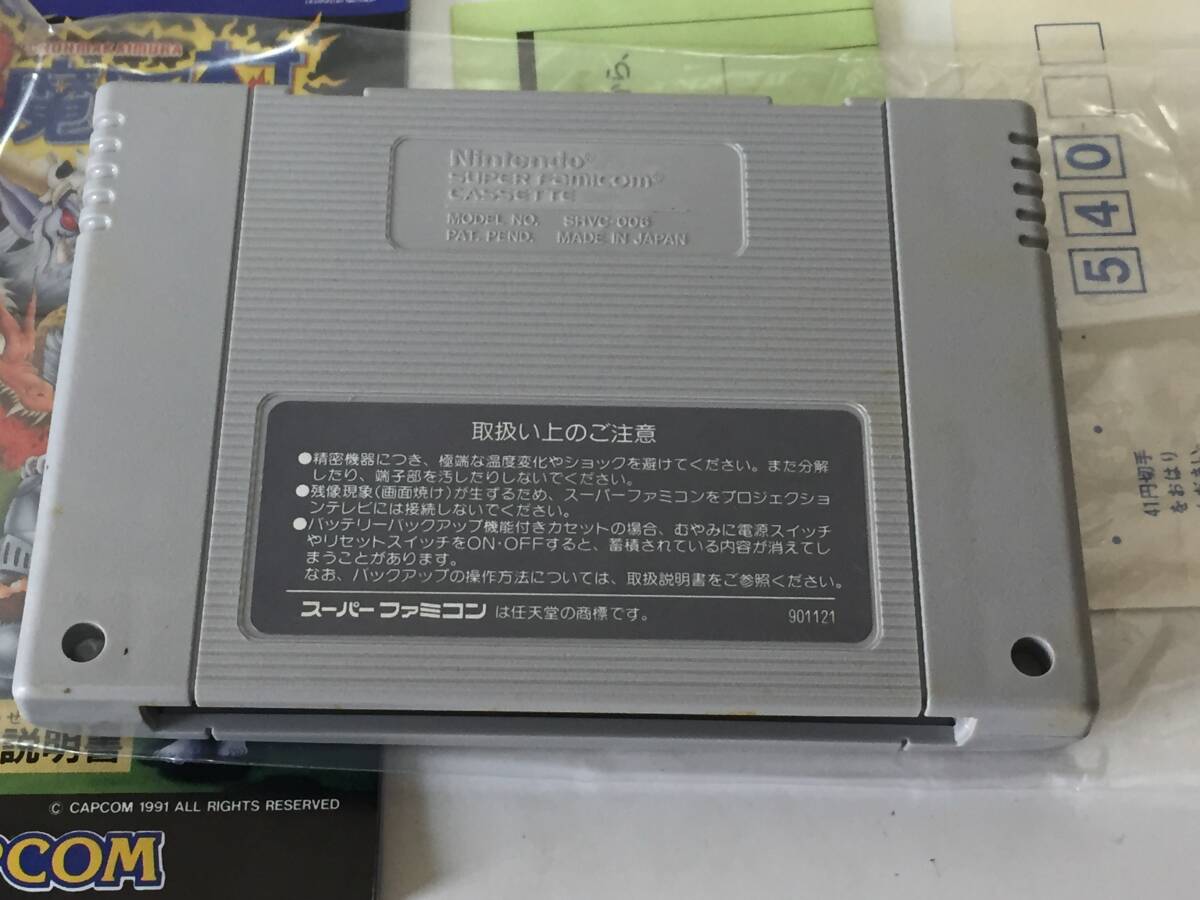 Nintendo®
SUPER Famicom®
CASSETTE
MODEL NO. SHVC-006
PAT. PEND. MADE IN JAPAN
取扱い上のご注意
●精密機器につき、極端な温度変化やショックを避けてください。また分解
したり、端子部を汚したりしないでください。
●残像現象(画面焼け)が生ずるため、スーパーファミコンをプロジェクショ
ンテレビには接続しないでください。
●バッテリーバックアップ機能付きカセットの場合、むやみに電源スイッチ
やリセットスイッチをON・OFFすると、蓄積されている内容が消えてし
まうことがあります。
なお、バックアップの操作方法については、取扱説明書をご参照ください。
スーパーファミコン は任天堂の商標です。 901121
説明書
© CAPCOM 1991 ALL RIGHTS RESERVED
PCOM
から、
540
41円切手
をおはり
ください